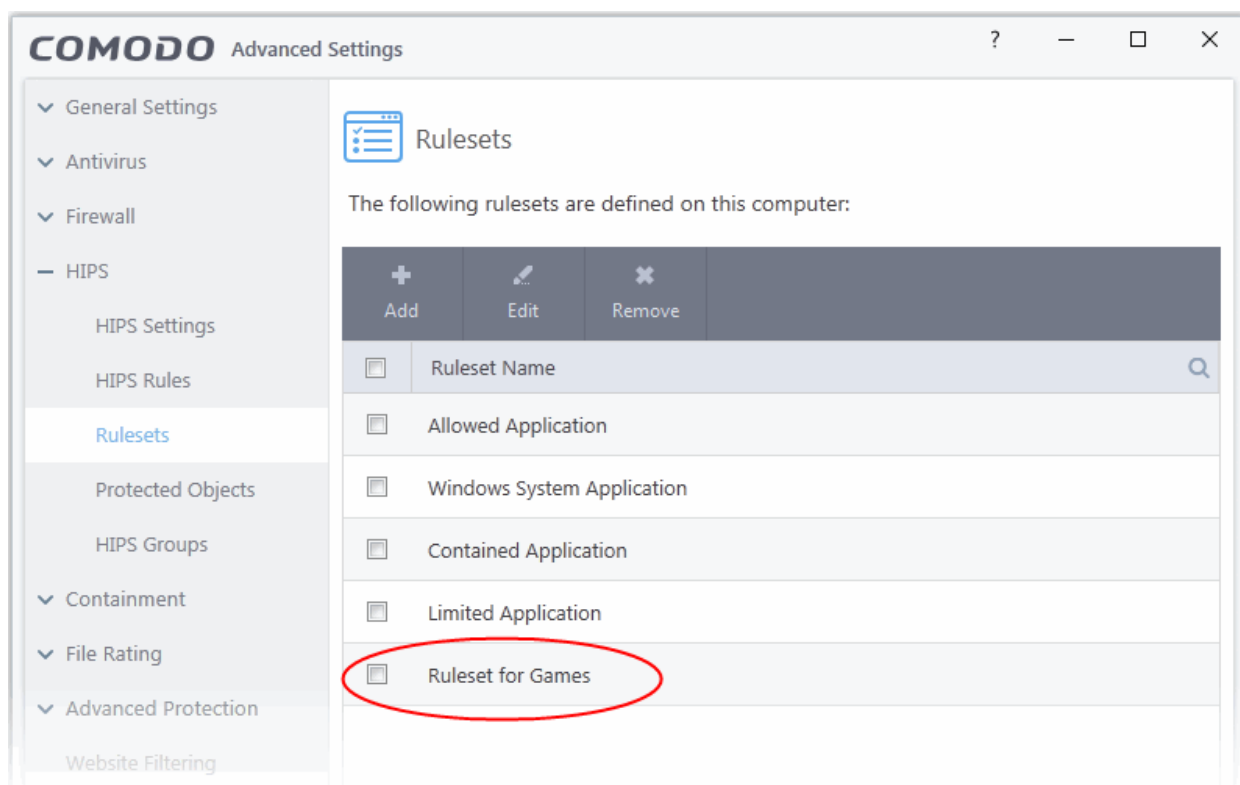 COMODO Advanced Settings ?
General Settings
Antivirus
Firewall
HIPS
HIPS Settings
HIPS Rules
Rulesets
Protected Objects
HIPS Groups
Containment
File Rating
Advanced Protection
Website Filtering
Rulesets
The following rulesets are defined on this computer:
Add Edit Remove
Ruleset Name
Allowed Application
Windows System Application
Contained Application
Limited Application
Ruleset for Games